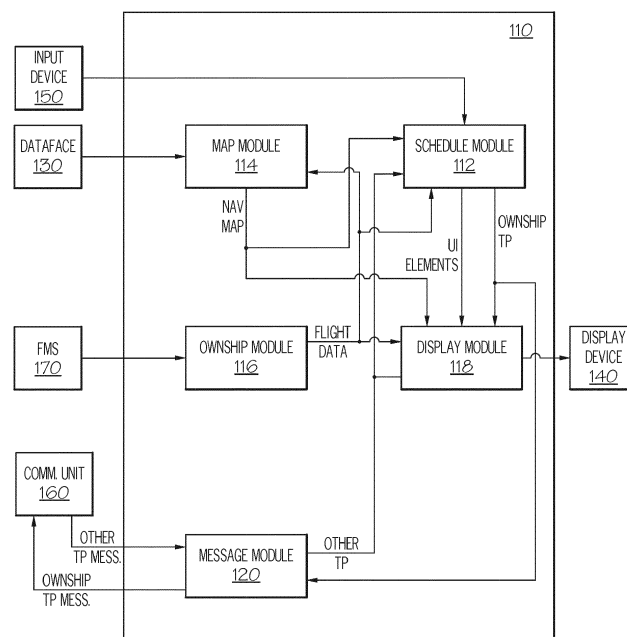 110
INPUT
DEVICE
150
DATAFACE
130
MAP MODULE
114
SCHEDULE MODULE
112
NAV
MAP
UI
ELEMENTS
OWNSHIP
TP
FMS
170
OWNSHIP MODULE
116
FLIGHT
DATA
DISPLAY MODULE
118
DISPLAY
DEVICE
140
COMM. UNIT
160
OTHER
TP MESS.
OWNSHIP
TP MESS.
MESSAGE MODULE
120
OTHER
TP